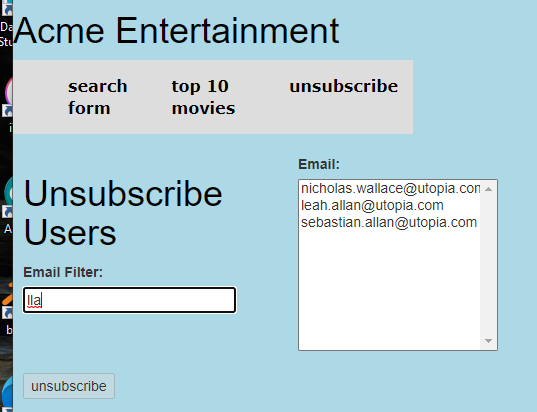 Acme Entertainment
search form
top 10 movies
unsubscribe
Unsubscribe
Users
Email Filter:
lla
unsubscribe
Email:
nicholas.wallace@utopia.com
leah.allan@utopia.com
sebastian.allan@utopia.com